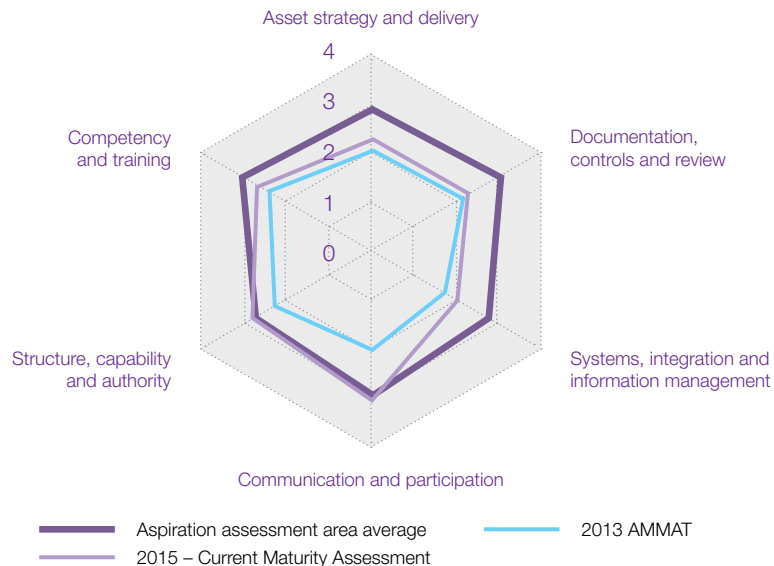 Asset strategy and delivery
4
3
2
1
0
Documentation,
controls and review
Systems, integration and
information management
Communication and participation
Structure, capability
and authority
Competency
and training
Aspiration assessment area average
2013 AMMAT
2015 – Current Maturity Assessment